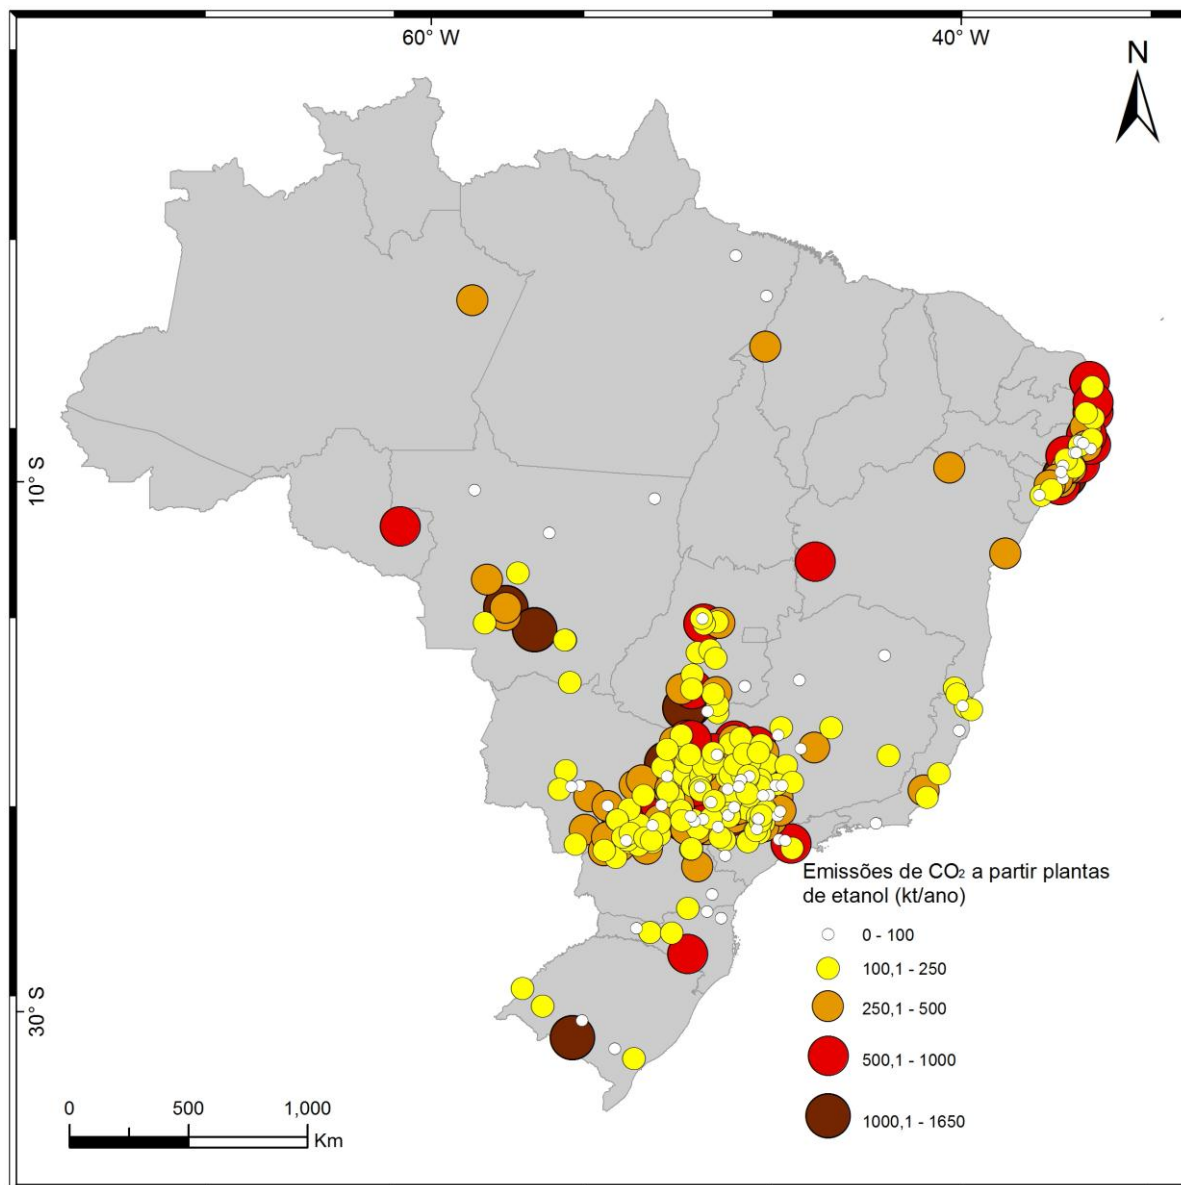 60° W
40° W
N
10° S
30° S
Emissões de CO₂ a partir plantas
de etanol (kt/ano)
0 - 100
100,1 - 250
250,1 - 500
500,1 - 1000
1000,1 - 1650
0 500 1,000
Km